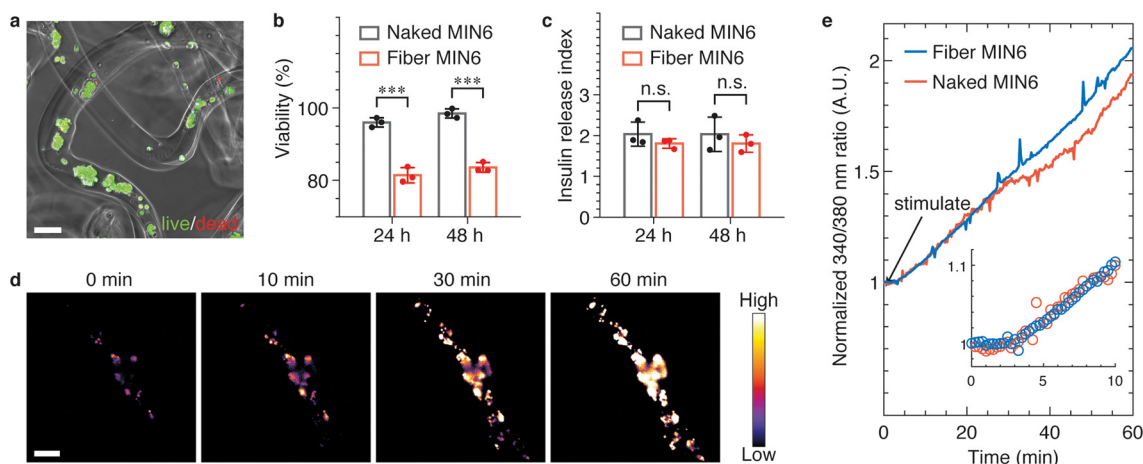 a
live/dead
b
Naked MIN6
Fiber MIN6
Viability (%)
100
80
***
***
24 h
48 h
c
Naked MIN6
Fiber MIN6
Insulin release index
4
3
2
1
0
n.s.
n.s.
24 h
48 h
d
0 min
10 min
30 min
60 min
High
Low
e
Fiber MIN6
Naked MIN6
Normalized 340/380 nm ratio (A.U.)
2.0
1.5
1
stimulate
1.1
1
0
5
10
0
20
40
60
Time (min)